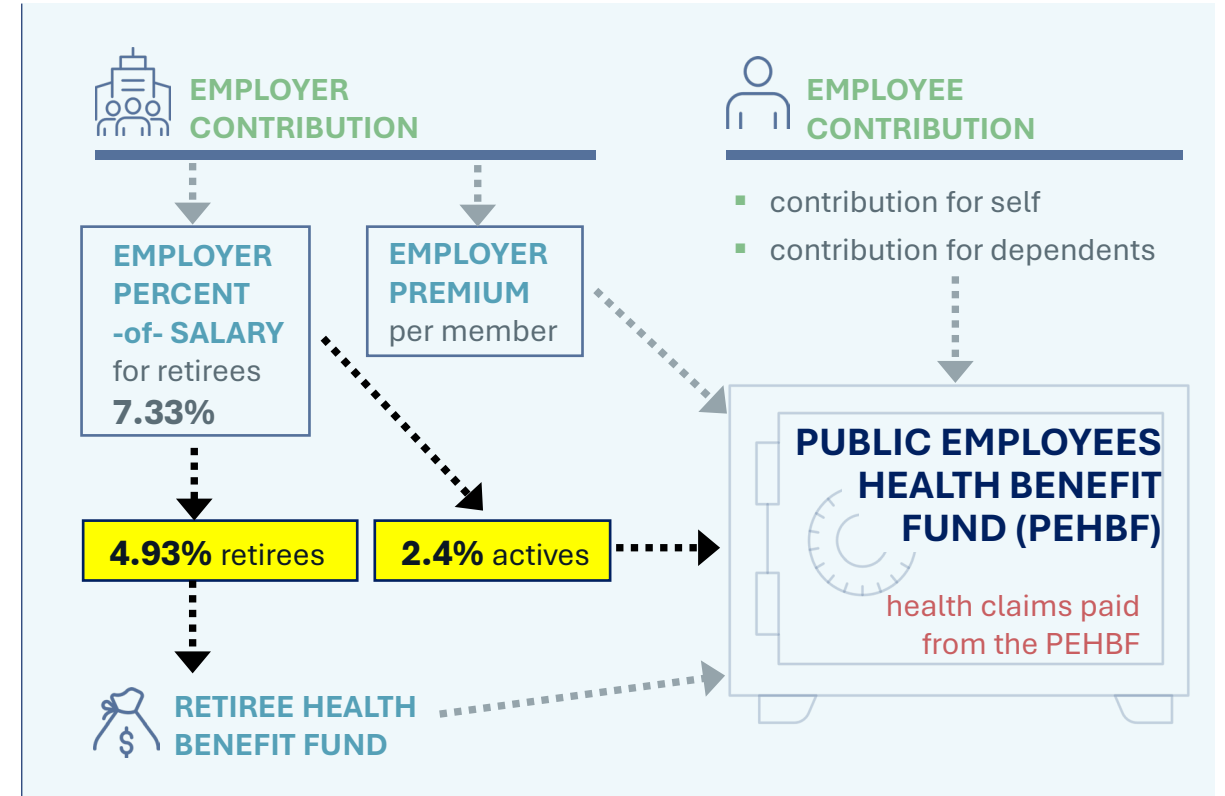 EMPLOYER
CONTRIBUTION
EMPLOYEE
CONTRIBUTION
▪ contribution for self
▪ contribution for dependents
EMPLOYER
PERCENT
-of- SALARY
for retirees
7.33%
EMPLOYER
PREMIUM
per member
4.93% retirees
2.4% actives
PUBLIC EMPLOYEES
HEALTH BENEFIT
FUND (PEHBF)
health claims paid
from the PEHBF
$
RETIREE HEALTH
BENEFIT FUND